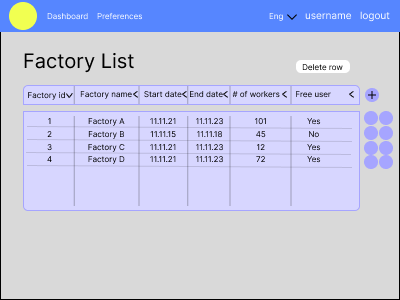 Dashboard Preferences Eng username logout
Factory List
Delete row
Factory id Factory name Start date End date # of workers Free user
1 Factory A 11.11.21 11.11.23 101 Yes
2 Factory B 11.11.15 11.11.18 45 No
3 Factory C 11.11.21 11.11.23 12 Yes
4 Factory D 11.11.21 11.11.23 72 Yes